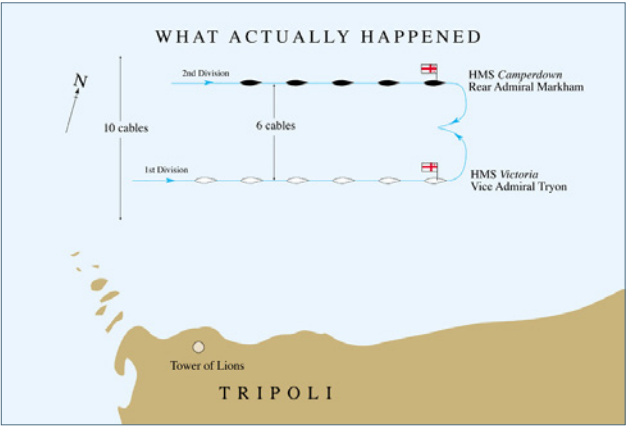 WHAT ACTUALLY HAPPENED
N
2nd Division
HMS Camperdown
Rear Admiral Markham
10 cables
6 cables
1st Division
HMS Victoria
Vice Admiral Tryon
Tower of Lions
TRIPOLI